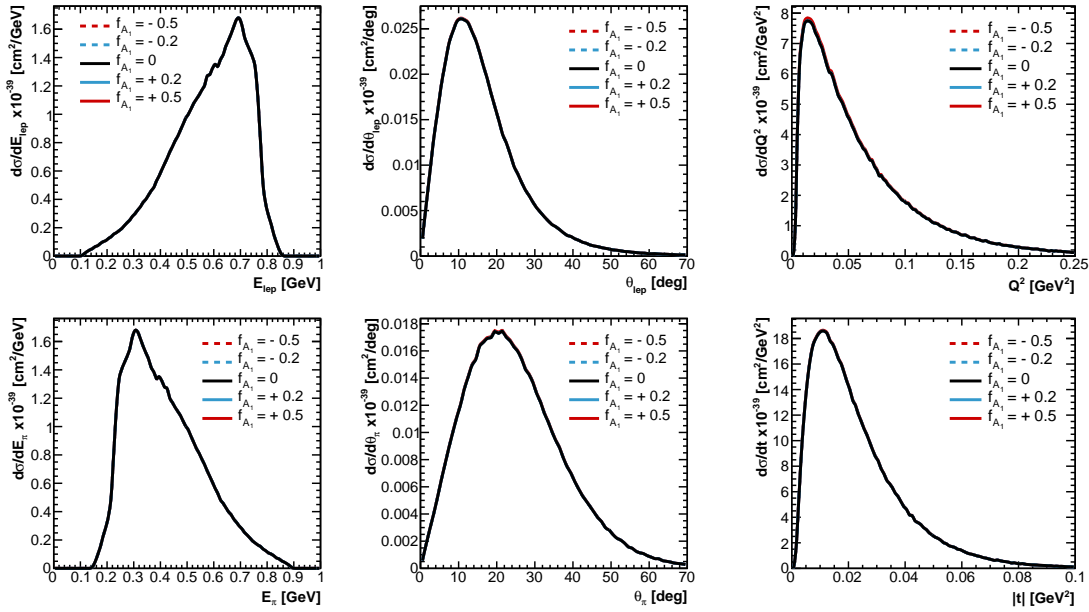 dσ/dE_lep x10^-39 [cm²/GeV]
1.6
1.4
1.2
1
0.8
0.6
0.4
0.2
0
f_A₁ = - 0.5
f_A₁ = - 0.2
f_A₁ = 0
f_A₁ = + 0.2
f_A₁ = + 0.5
0 0.1 0.2 0.3 0.4 0.5 0.6 0.7 0.8 0.9 1
E_lep [GeV]
dσ/dθ_lep x10^-39 [cm²/deg]
0.025
0.02
0.015
0.01
0.005
0
f_A₁ = - 0.5
f_A₁ = - 0.2
f_A₁ = 0
f_A₁ = + 0.2
f_A₁ = + 0.5
0 10 20 30 40 50 60 70
θ_lep [deg]
dσ/dQ² x10^-39 [cm²/GeV²]
8
7
6
5
4
3
2
1
0
f_A₁ = - 0.5
f_A₁ = - 0.2
f_A₁ = 0
f_A₁ = + 0.2
f_A₁ = + 0.5
0 0.05 0.1 0.15 0.2 0.25
Q² [GeV²]
dσ/dE_π x10^-39 [cm²/GeV]
1.6
1.4
1.2
1
0.8
0.6
0.4
0.2
0
f_A₁ = - 0.5
f_A₁ = - 0.2
f_A₁ = 0
f_A₁ = + 0.2
f_A₁ = + 0.5
0 0.1 0.2 0.3 0.4 0.5 0.6 0.7 0.8 0.9 1
E_π [GeV]
dσ/dθ_π x10^-39 [cm²/deg]
0.018
0.016
0.014
0.012
0.01
0.008
0.006
0.004
0.002
0
f_A₁ = - 0.5
f_A₁ = - 0.2
f_A₁ = 0
f_A₁ = + 0.2
f_A₁ = + 0.5
0 10 20 30 40 50 60 70
θ_π [deg]
dσ/dt x10^-39 [cm²/GeV²]
18
16
14
12
10
8
6
4
2
0
f_A₁ = - 0.5
f_A₁ = - 0.2
f_A₁ = 0
f_A₁ = + 0.2
f_A₁ = + 0.5
0 0.02 0.04 0.06 0.08 0.1
|t| [GeV²]